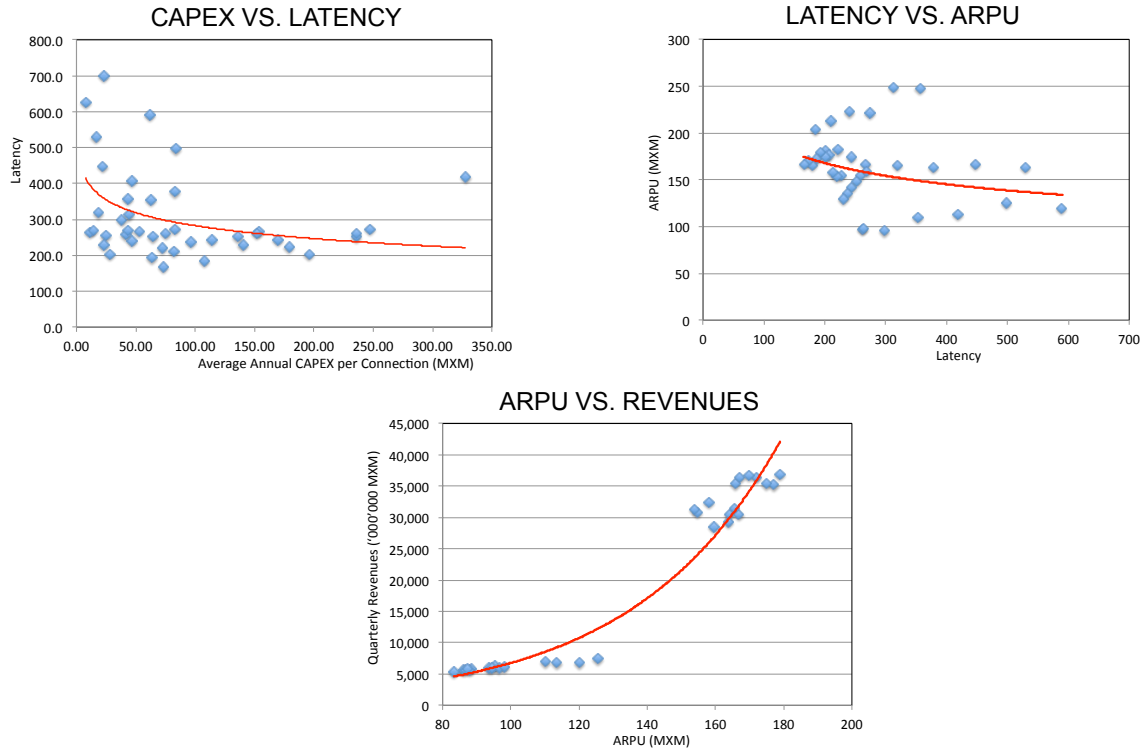 CAPEX VS. LATENCY
800.0
700.0
600.0
500.0
400.0
300.0
200.0
100.0
0.0
Latency
0.00 50.00 100.00 150.00 200.00 250.00 300.00 350.00
Average Annual CAPEX per Connection (MXM)
LATENCY VS. ARPU
300
250
200
150
100
50
0
ARPU (MXM)
0 100 200 300 400 500 600 700
Latency
ARPU VS. REVENUES
45,000
40,000
35,000
30,000
25,000
20,000
15,000
10,000
5,000
0
Quarterly Revenues ('000'000 MXM)
80 100 120 140 160 180 200
ARPU (MXM)